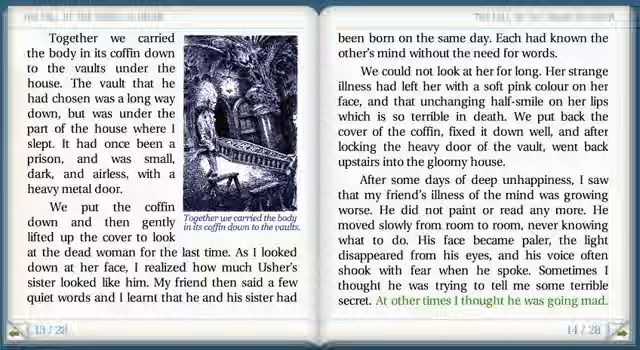 Together we carried
the body in its coffin down
to the vaults under the
house. The vault that he
had chosen was a long way
down, but was under the
part of the house where I
slept. It had once been a
prison, and was small,
dark, and airless, with a
heavy metal door.
We put the coffin
down and then gently
lifted up the cover to look
at the dead woman for the last time. As I looked
down at her face, I realized how much Usher's
sister looked like him. My friend then said a few
quiet words and I learnt that he and his sister had
Together we carried the body
in its coffin down to the vaults.
13 / 28
been born on the same day. Each had known the
other's mind without the need for words.
We could not look at her for long. Her strange
illness had left her with a soft pink colour on her
face, and that unchanging half-smile on her lips
which is so terrible in death. We put back the
cover of the coffin, fixed it down well, and after
locking the heavy door of the vault, went back
upstairs into the gloomy house.
After some days of deep unhappiness, I saw
that my friend's illness of the mind was growing
worse. He did not paint or read any more. He
moved slowly from room to room, never knowing
what to do. His face became paler, the light
disappeared from his eyes, and his voice often
shook with fear when he spoke. Sometimes I
thought he was trying to tell me some terrible
secret. At other times I thought he was going mad.
14 / 28